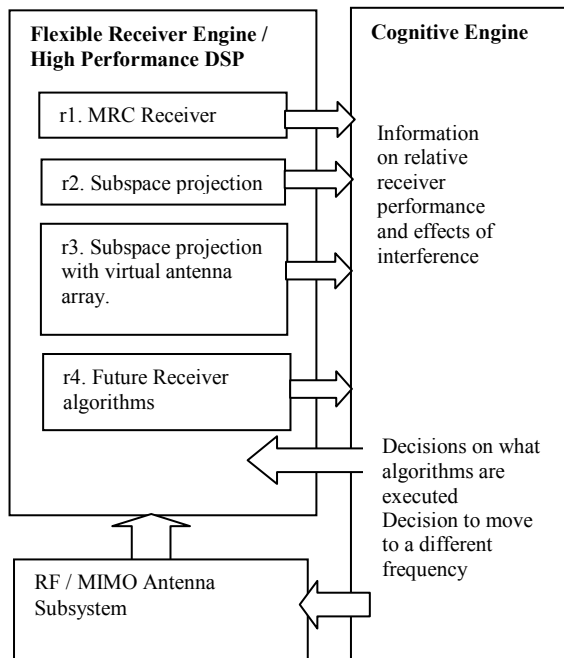 Flexible Receiver Engine /
High Performance DSP
r1. MRC Receiver
r2. Subspace projection
r3. Subspace projection
with virtual antenna
array.
r4. Future Receiver
algorithms
RF / MIMO Antenna
Subsystem
Cognitive Engine
Information
on relative
receiver
performance
and effects of
interference
Decisions on what
algorithms are
executed
Decision to move
to a different
frequency